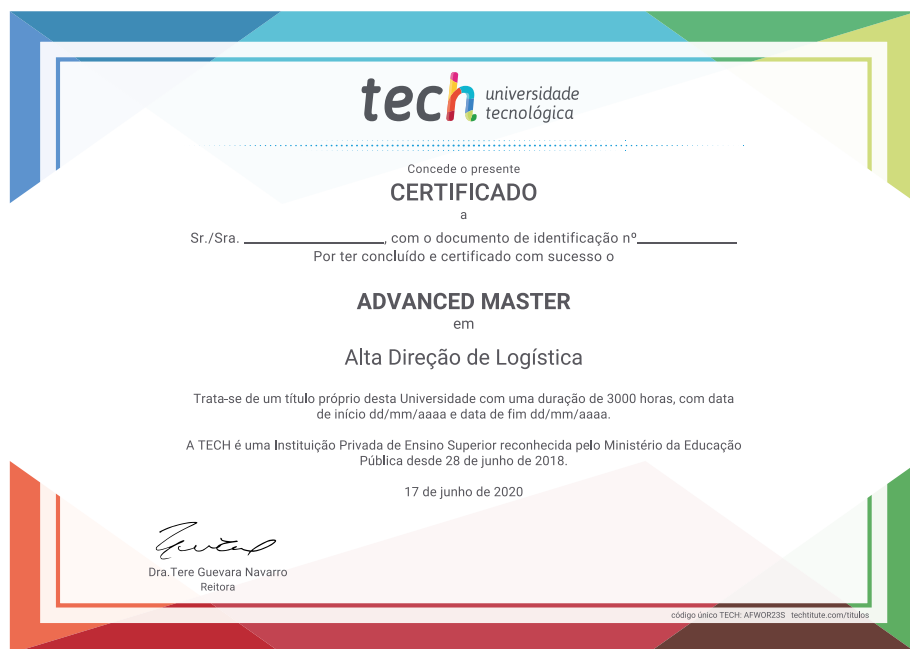 tech universidade
tecnológica
Concede o presente
CERTIFICADO
a
Sr./Sra. ________________, com o documento de identificação nº____________
Por ter concluído e certificado com sucesso o
ADVANCED MASTER
em
Alta Direção de Logística
Trata-se de um título próprio desta Universidade com uma duração de 3000 horas, com data
de início dd/mm/aaaa e data de fim dd/mm/aaaa.
A TECH é uma Instituição Privada de Ensino Superior reconhecida pelo Ministério da Educação
Pública desde 28 de junho de 2018.
17 de junho de 2020
Dra.Tere Guevara Navarro
Reitora
código único TECH: AFWOR23S techtitute.com/titulos